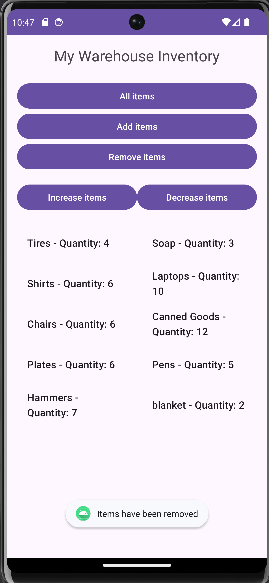 10:47
My Warehouse Inventory
All items
Add items
Remove items
Increase items
Decrease items
Tires - Quantity: 4
Soap - Quantity: 3
Shirts - Quantity: 6
Laptops - Quantity:
10
Chairs - Quantity: 6
Canned Goods -
Quantity: 12
Plates - Quantity: 6
Pens - Quantity: 5
Hammers -
Quantity: 7
blanket - Quantity: 2
Items have been removed